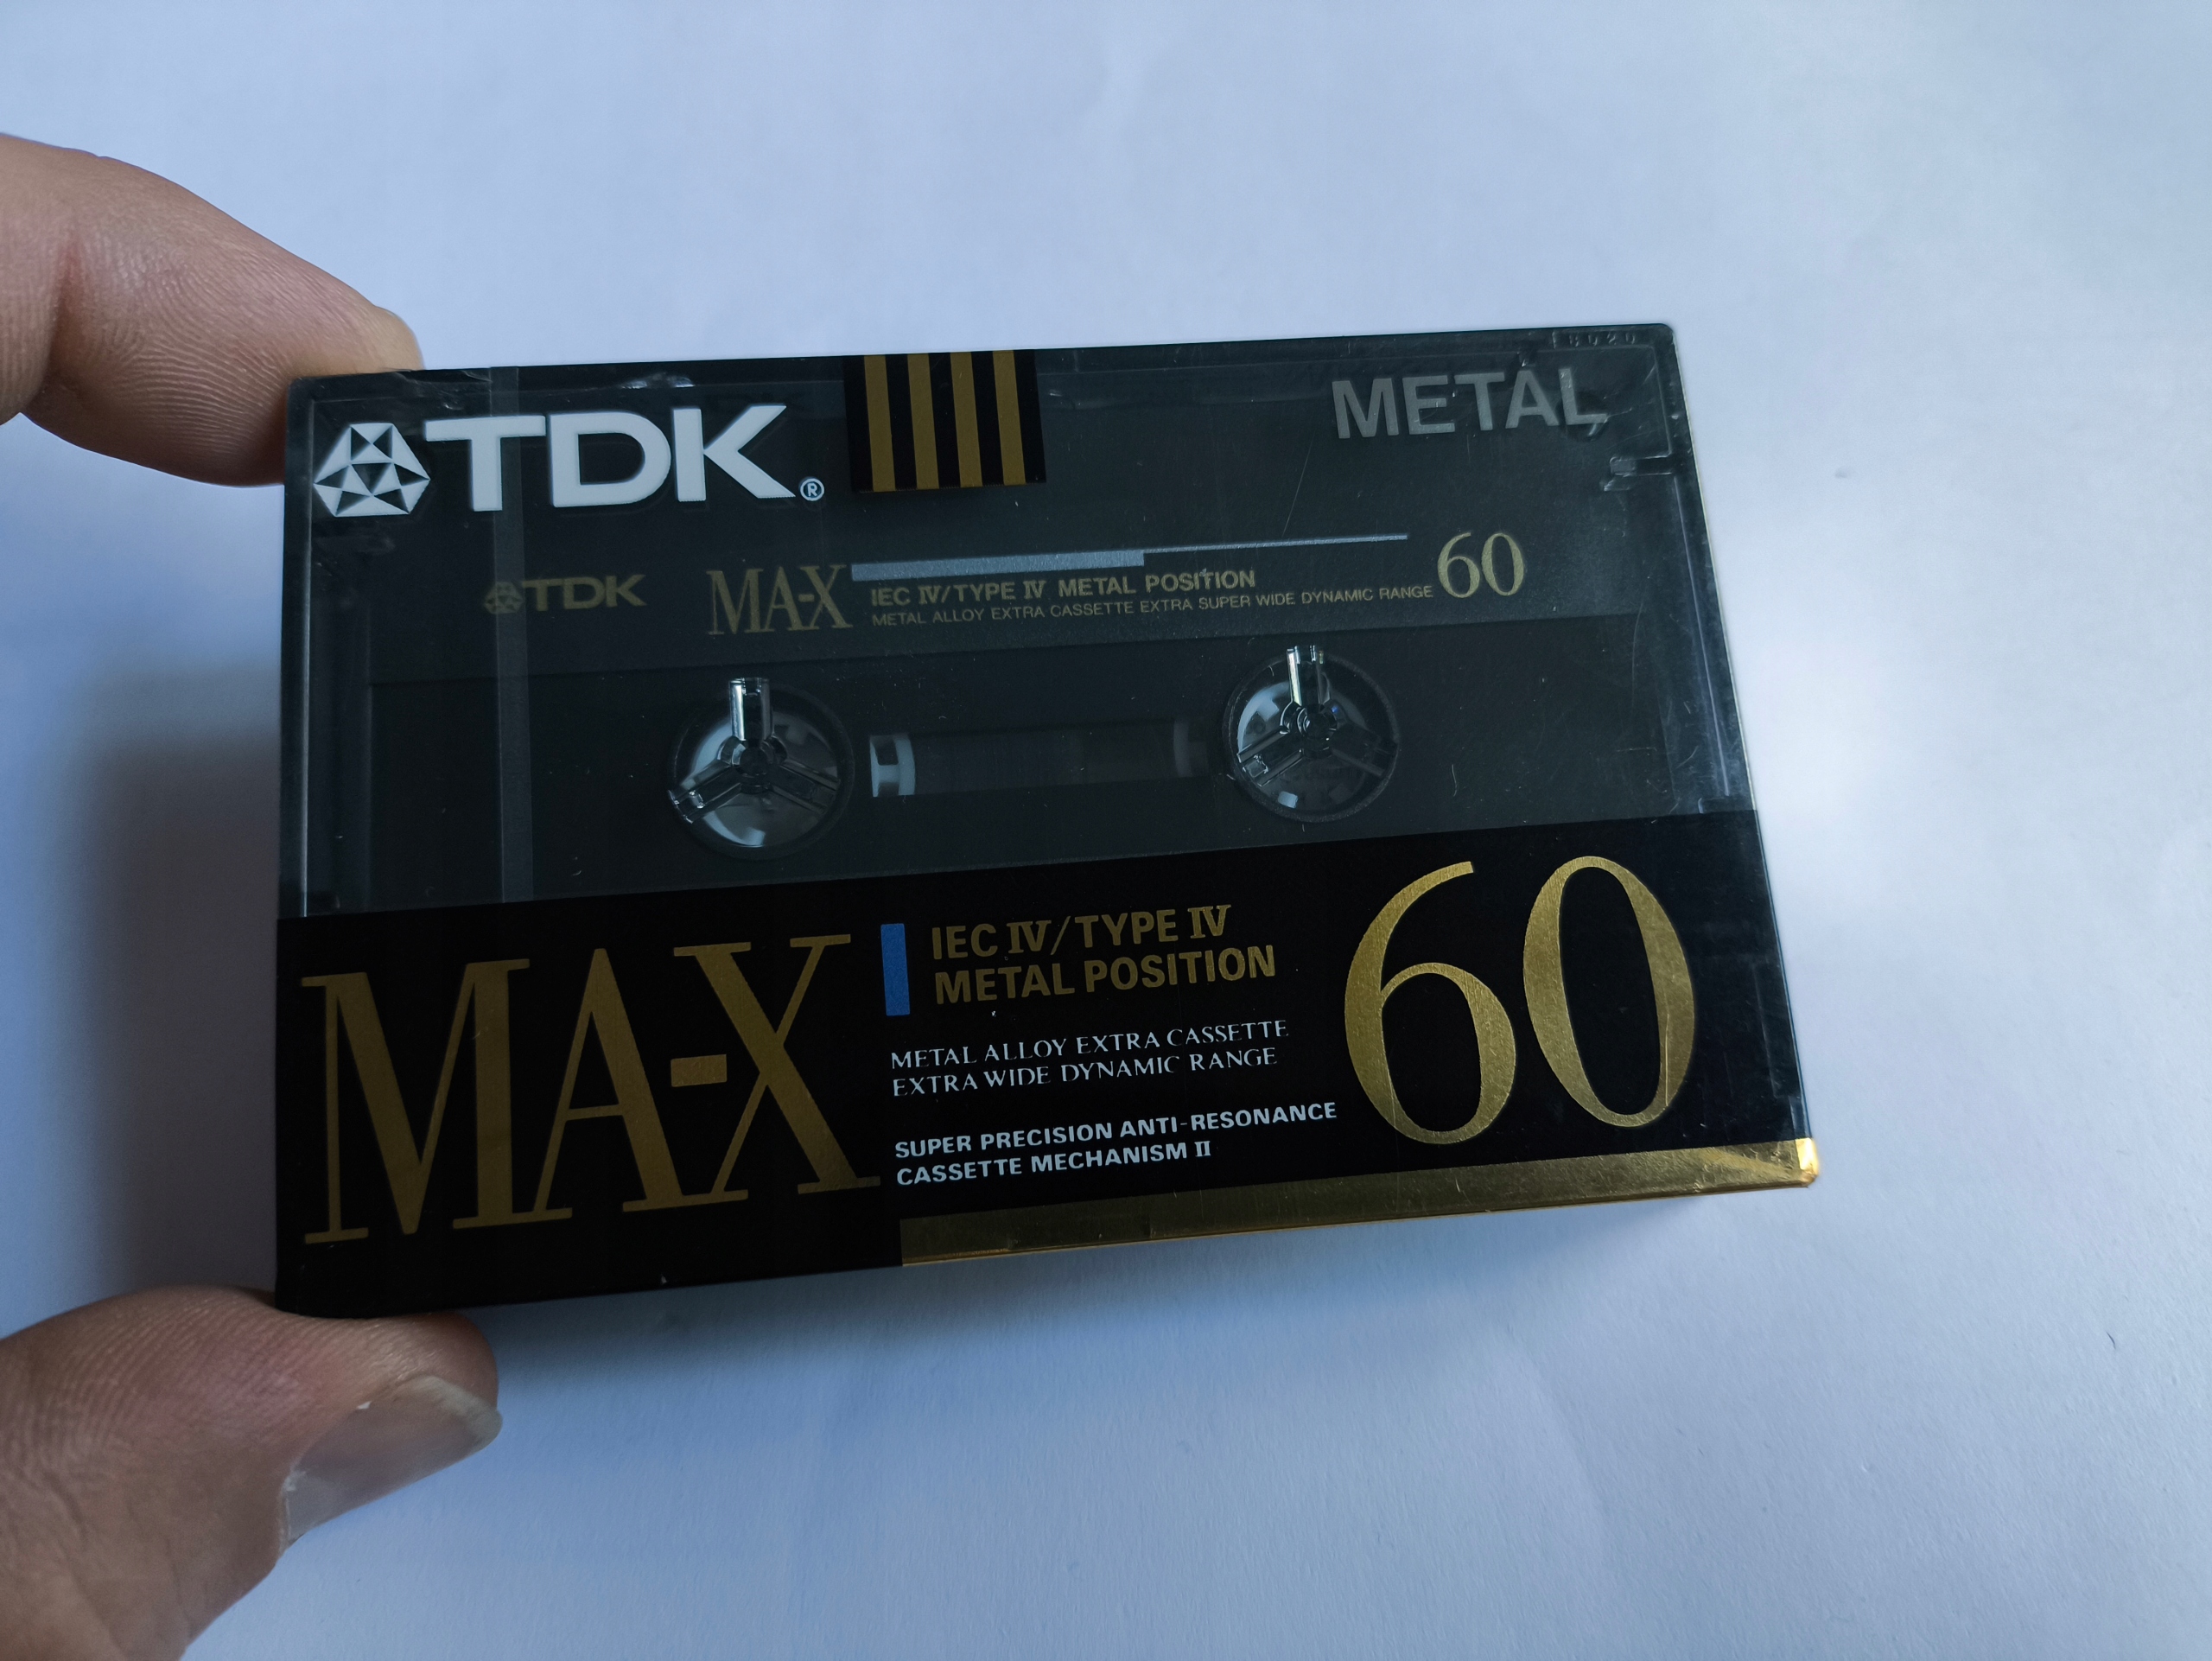 TDK®
METAL
TDK MA-X IEC IV/TYPE IV METAL POSITION 60
METAL ALLOY EXTRA CASSETTE EXTRA SUPER WIDE DYNAMIC RANGE
MA-X
IEC IV/TYPE IV
METAL POSITION
METAL ALLOY EXTRA CASSETTE
EXTRA WIDE DYNAMIC RANGE
SUPER PRECISION ANTI-RESONANCE
CASSETTE MECHANISM II
60